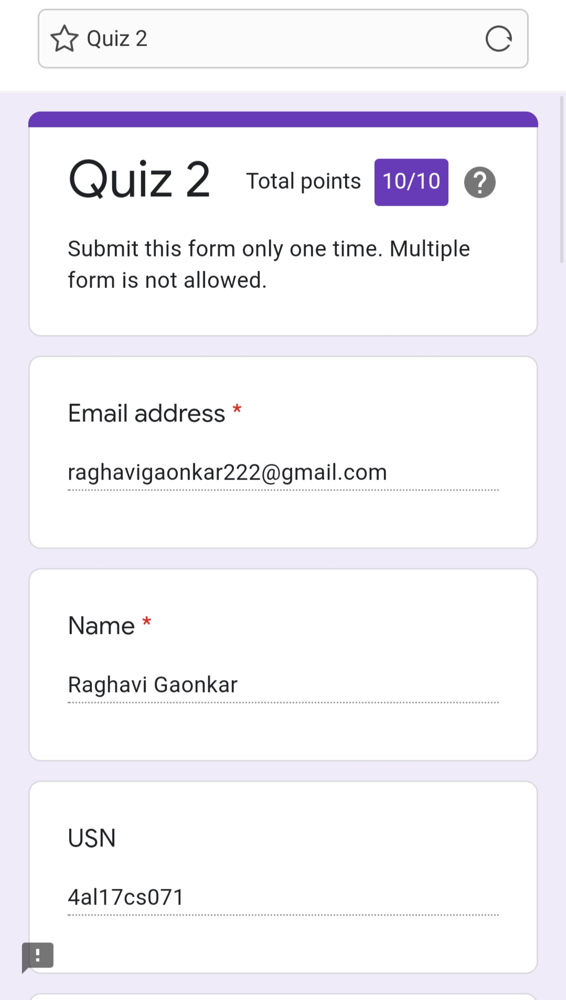 Quiz 2
Quiz 2 Total points 10/10
Submit this form only one time. Multiple
form is not allowed.
Email address *
raghavigaonkar222@gmail.com
Name *
Raghavi Gaonkar
USN
4al17cs071